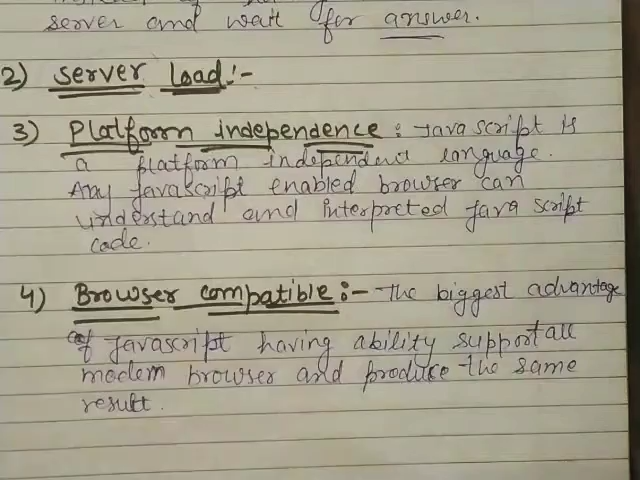 server and wait for answer.
2) Server Load:-
3) Platform independence: Javascript is
a platform independent language.
Any Javascript enabled browser can
understand and interpreted Java script
code.
4) Browser compatible:- The biggest advantage
of Javascript having ability support all
modern browser and produce the same
result.